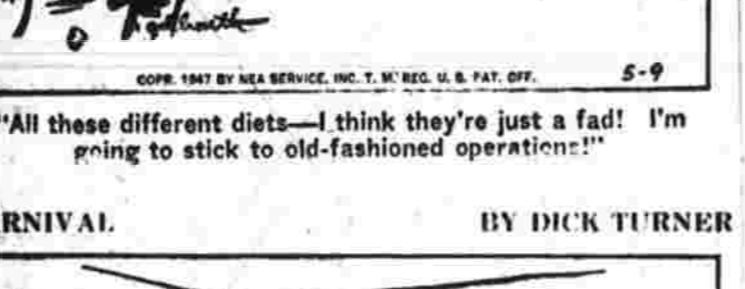 Galbraith
COPR. 1947 BY NEA SERVICE, INC. T. M. REG. U. S. PAT. OFF. 5-9
"All these different diets—I think they're just a fad! I'm
going to stick to old-fashioned operations!"
RNIVAL BY DICK TURNER